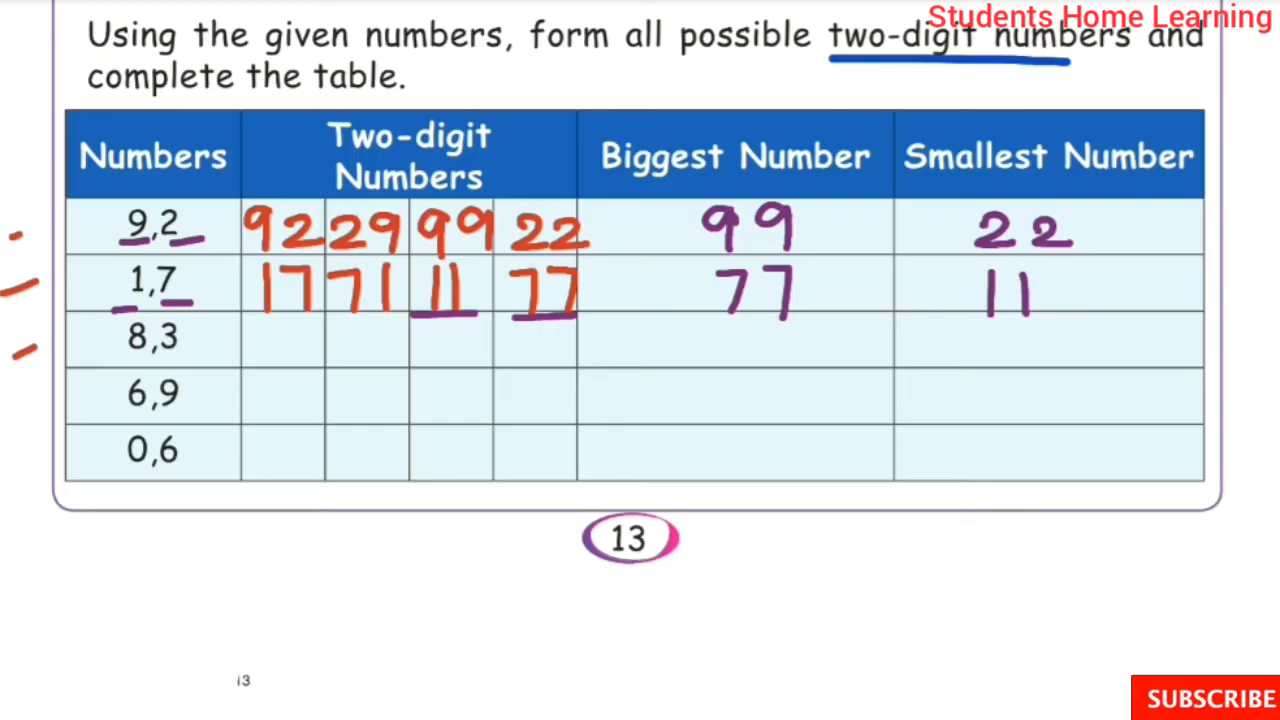 Students Home Learning
Using the given numbers, form all possible two-digit numbers and
complete the table.
Numbers Two-digit Numbers Biggest Number Smallest Number
9,2 92 29 99 22 99 22
1,7 17 71 11 77 77 11
8,3
6,9
0,6
13
13
SUBSCRIBE